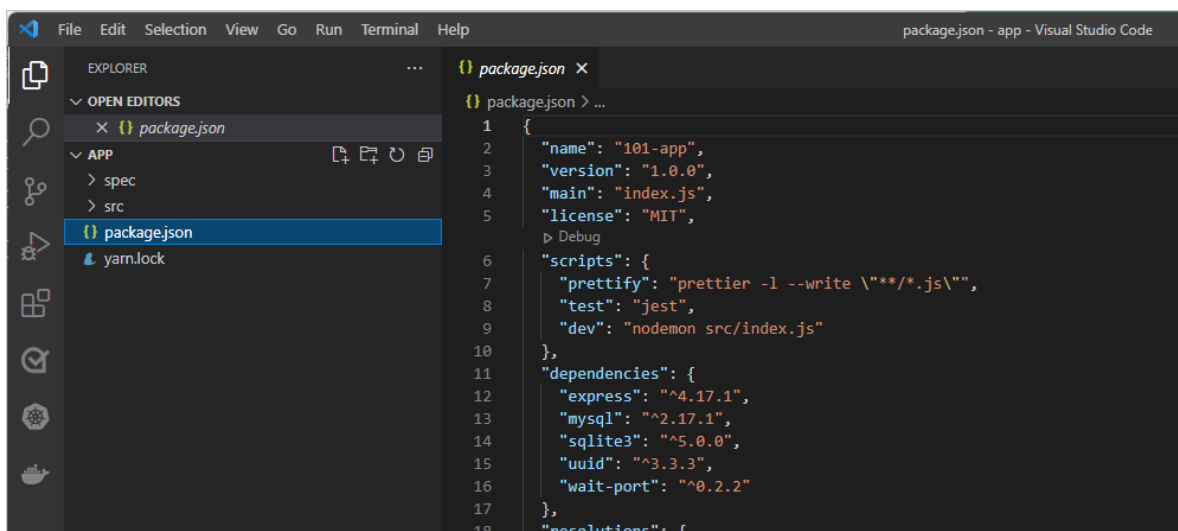 File Edit Selection View Go Run Terminal Help
package.json - app - Visual Studio Code
EXPLORER ...
OPEN EDITORS
package.json
APP
spec
src
package.json
yarn.lock
package.json
package.json > ...
1 {
2 "name": "101-app",
3 "version": "1.0.0",
4 "main": "index.js",
5 "license": "MIT",
Debug
6 "scripts": {
7 "prettify": "prettier -l --write \"**/*.js\"",
8 "test": "jest",
9 "dev": "nodemon src/index.js"
10 },
11 "dependencies": {
12 "express": "^4.17.1",
13 "mysql": "^2.17.1",
14 "sqlite3": "^5.0.0",
15 "uuid": "^3.3.3",
16 "wait-port": "^0.2.2"
17 },
18 "resolutions": {